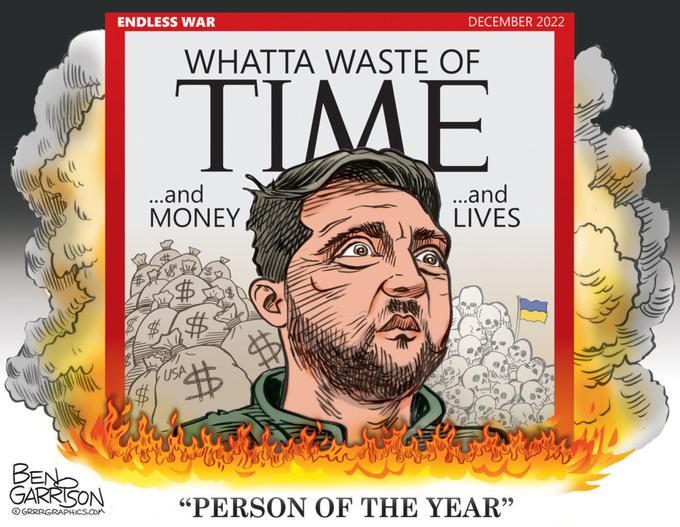 ENDLESS WAR
DECEMBER 2022
WHATTA WASTE OF
TIME
...and
MONEY
...and
LIVES
$
$
$
$
$
$
$
USA
$
$
$
BEN
GARRISON
© GRRRGRAPHICS.COM
“PERSON OF THE YEAR”